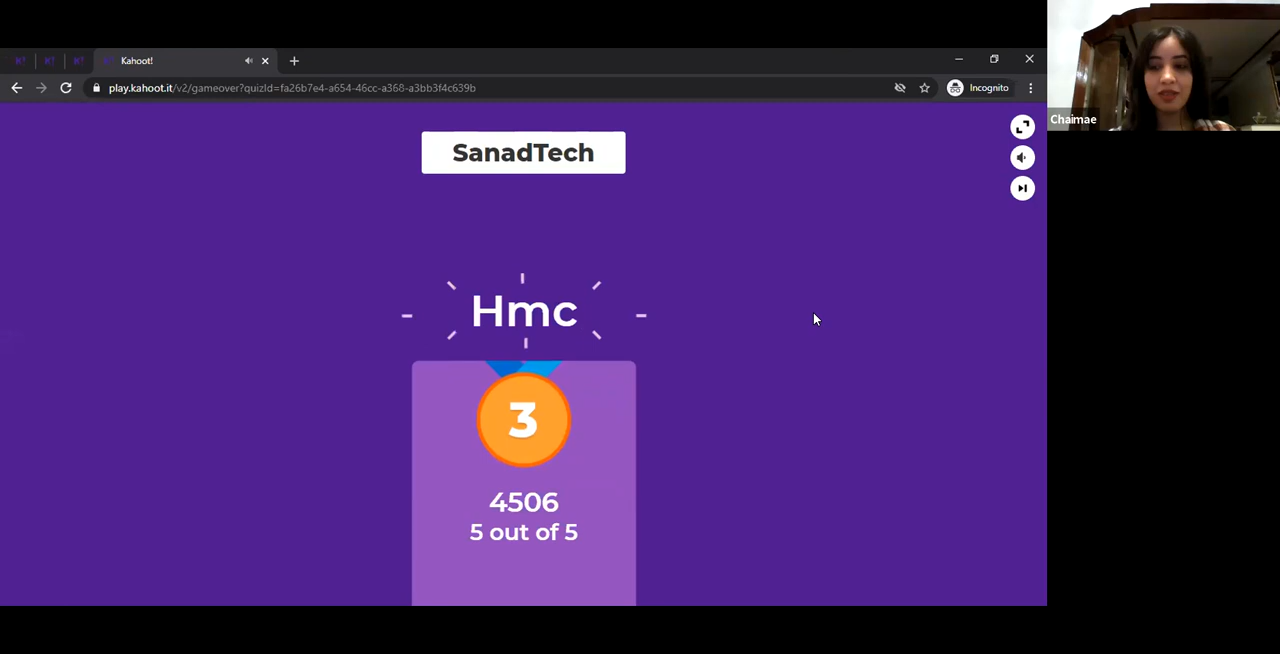 Kahoot!
play.kahoot.it/v2/gameover?quizId=fa26b7e4-a654-46cc-a368-a3bb3f4c639b
Incognito
Chaimae
SanadTech
Hmc
3
4506
5 out of 5